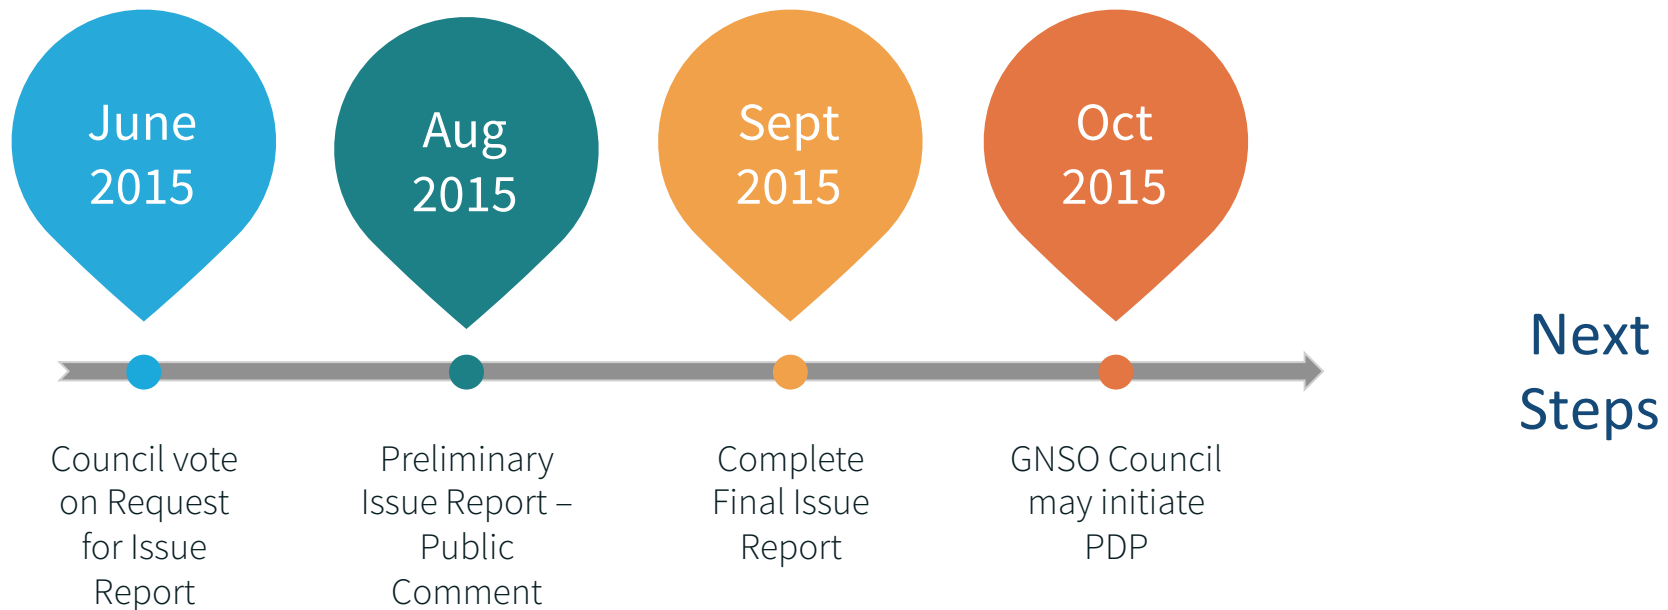 June
2015
Aug
2015
Sept
2015
Oct
2015
Next
Steps
Council vote
on Request
for Issue
Report
Preliminary
Issue Report –
Public
Comment
Complete
Final Issue
Report
GNSO Council
may initiate
PDP